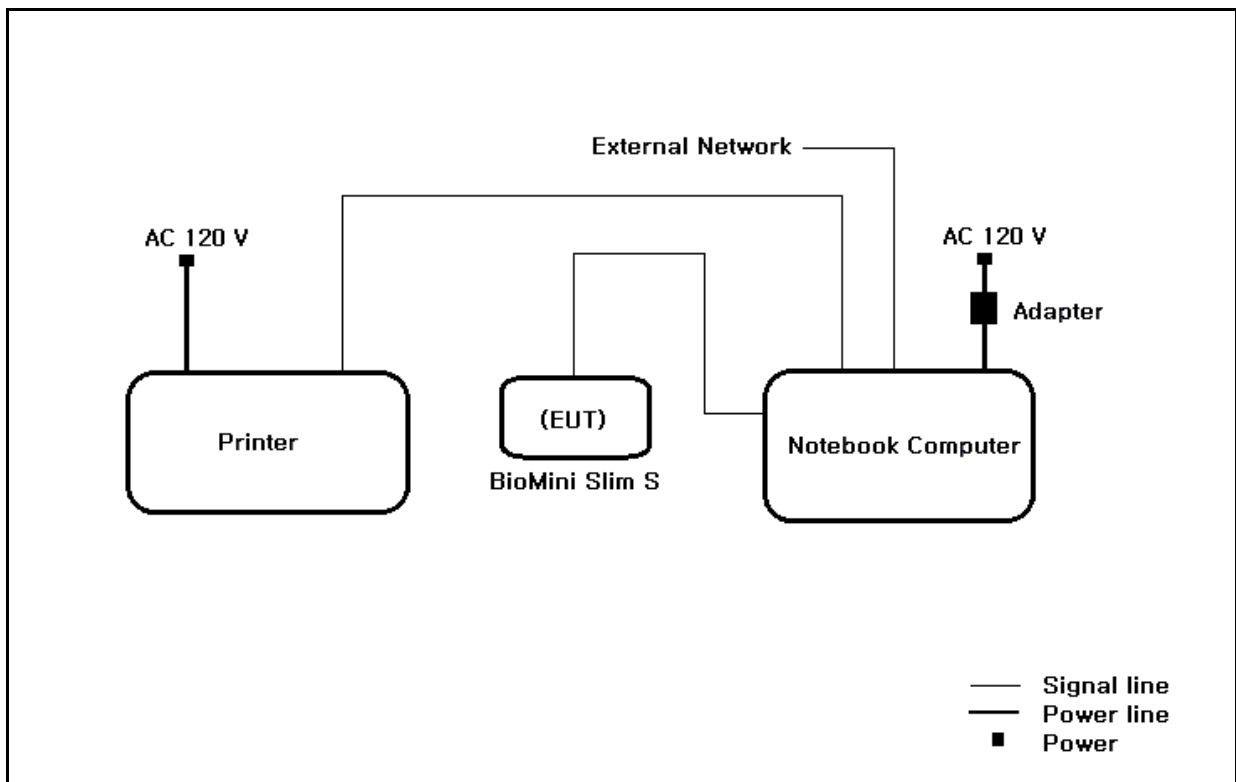 External Network
AC 120 V
AC 120 V
Adapter
Printer
(EUT)
Notebook Computer
BioMini Slim S
Signal line
Power line
Power